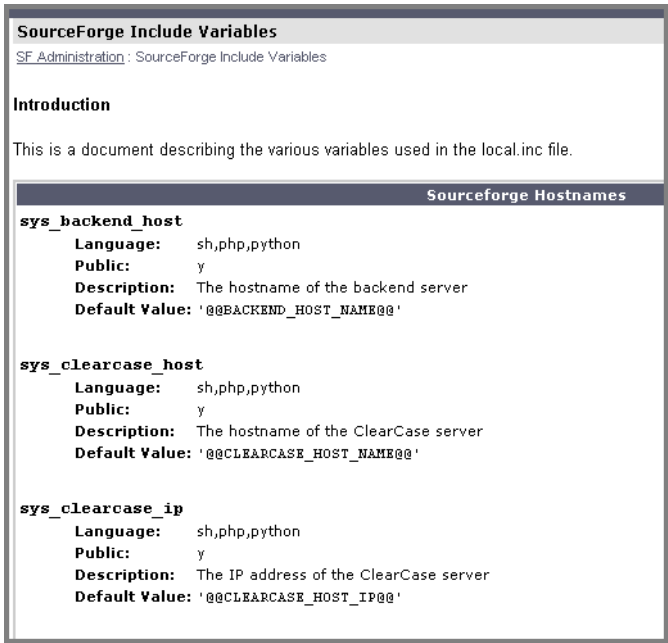 SourceForge Include Variables
SF Administration : SourceForge Include Variables
Introduction
This is a document describing the various variables used in the local.inc file.
Sourceforge Hostnames
sys_backend_host
Language: sh,php,python
Public: y
Description: The hostname of the backend server
Default Value: '@@BACKEND_HOST_NAME@@'
sys_clearcase_host
Language: sh,php,python
Public: y
Description: The hostname of the ClearCase server
Default Value: '@@CLEARCASE_HOST_NAME@@'
sys_clearcase_ip
Language: sh,php,python
Public: y
Description: The IP address of the ClearCase server
Default Value: '@@CLEARCASE_HOST_IP@@'